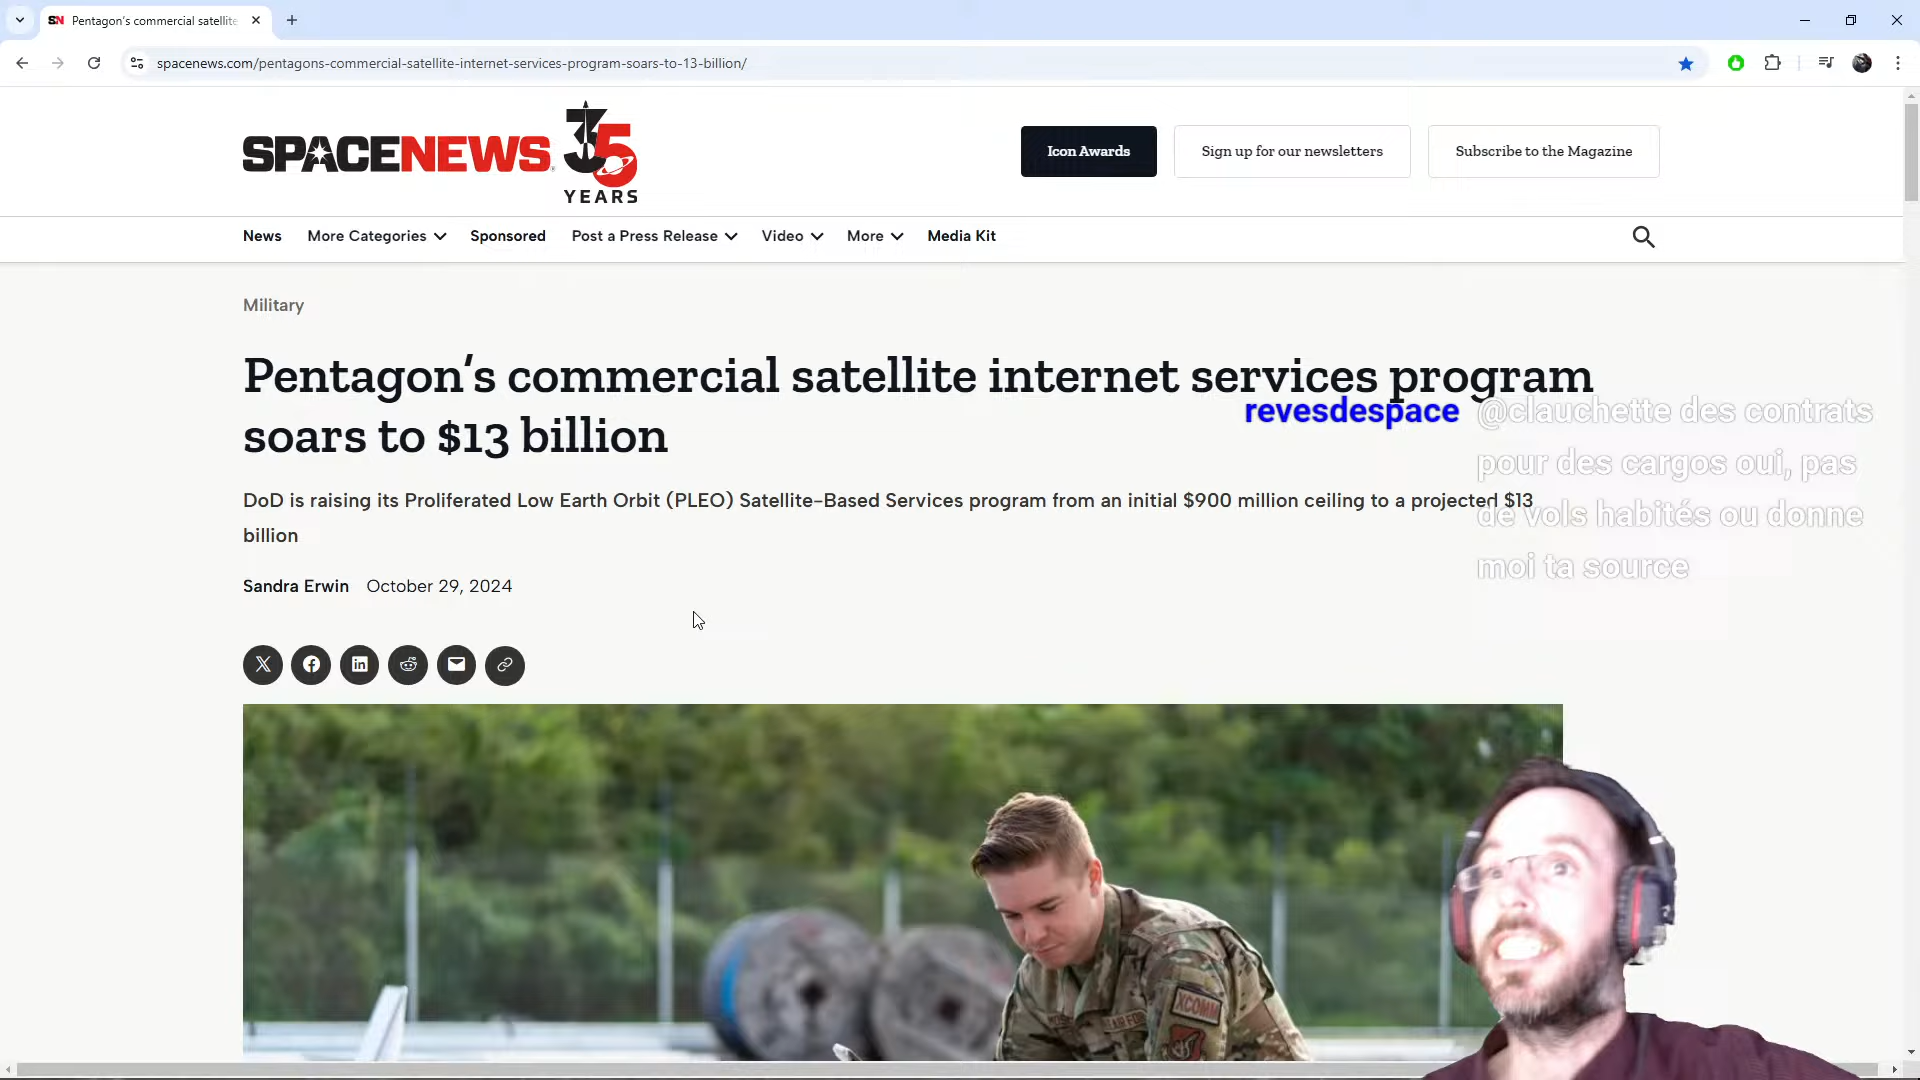 SN Pentagon's commercial satellite
spacenews.com/pentagons-commercial-satellite-internet-services-program-soars-to-13-billion/
SPACENEWS 35
YEARS
Icon Awards
Sign up for our newsletters
Subscribe to the Magazine
News More Categories Sponsored Post a Press Release Video More Media Kit
Military
Pentagon's commercial satellite internet services program
soars to $13 billion
revesdespace @clauchette des contrats
pour des cargos oui, pas
de vols habités ou donne
moi ta source
DoD is raising its Proliferated Low Earth Orbit (PLEO) Satellite-Based Services program from an initial $900 million ceiling to a projected $13
billion
Sandra Erwin October 29, 2024
XCOMM